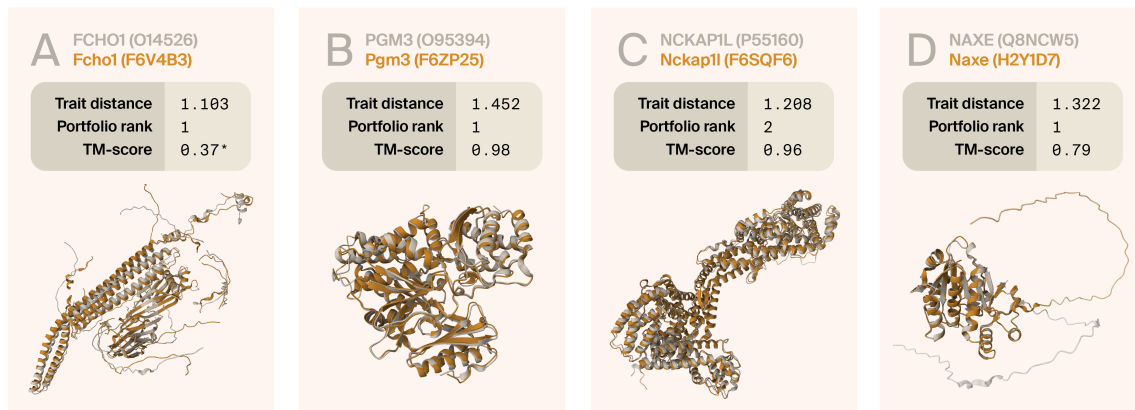 A
FCHO1 (O14526)
Fcho1 (F6V4B3)
Trait distance 1.103
Portfolio rank 1
TM-score 0.37*
B
PGM3 (O95394)
Pgm3 (F6ZP25)
Trait distance 1.452
Portfolio rank 1
TM-score 0.98
C
NCKAP1L (P55160)
Nckap1l (F6SQF6)
Trait distance 1.208
Portfolio rank 2
TM-score 0.96
D
NAXE (Q8NCW5)
Naxe (H2Y1D7)
Trait distance 1.322
Portfolio rank 1
TM-score 0.79